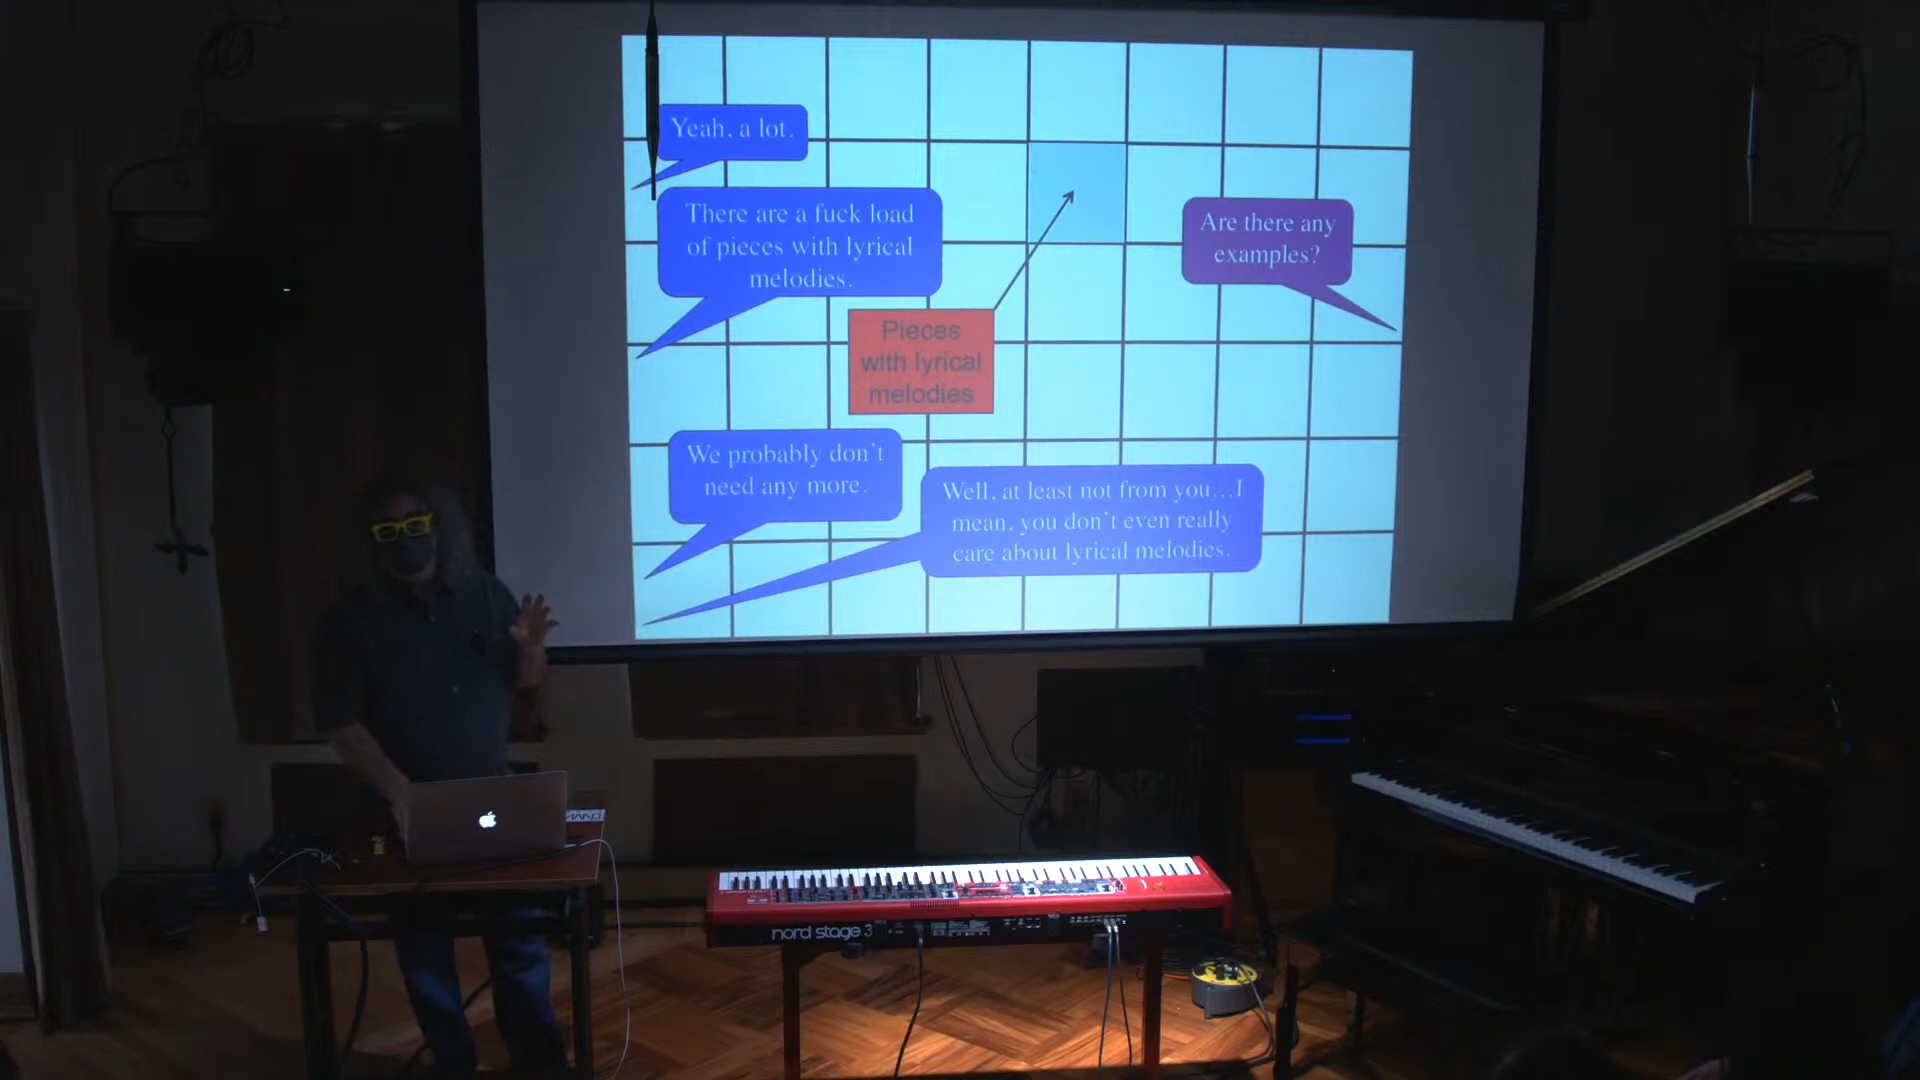 Yeah, a lot.
There are a fuck load
of pieces with lyrical
melodies.
Are there any
examples?
Pieces
with lyrical
melodies
We probably don't
need any more.
Well, at least not from you...I
mean, you don't even really
care about lyrical melodies.
nord stage 3